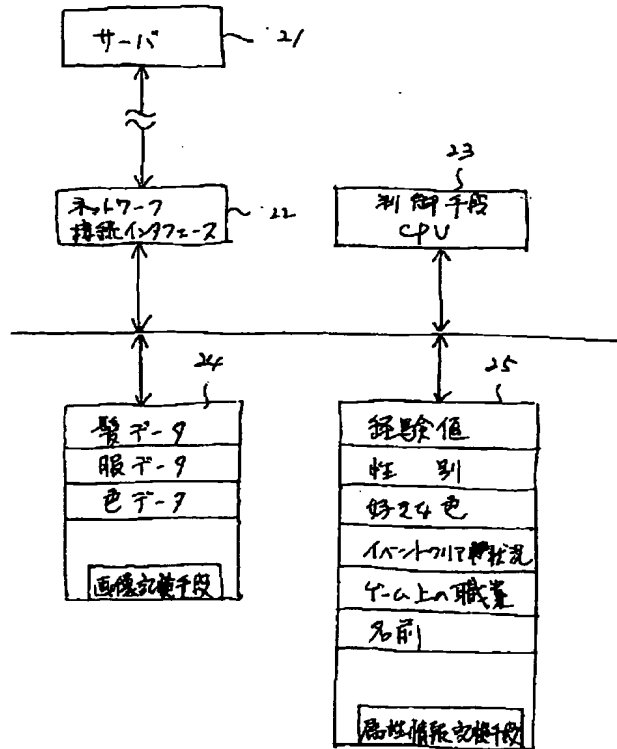 サーバ
21
ネットワーク
接続インタフェース
22
23
制御手段
CPU
24
髪データ
服データ
色データ
画像記憶手段
25
経験値
性別
好きな色
イベントクリア状況
ゲーム上の職業
名前
属性情報記憶手段